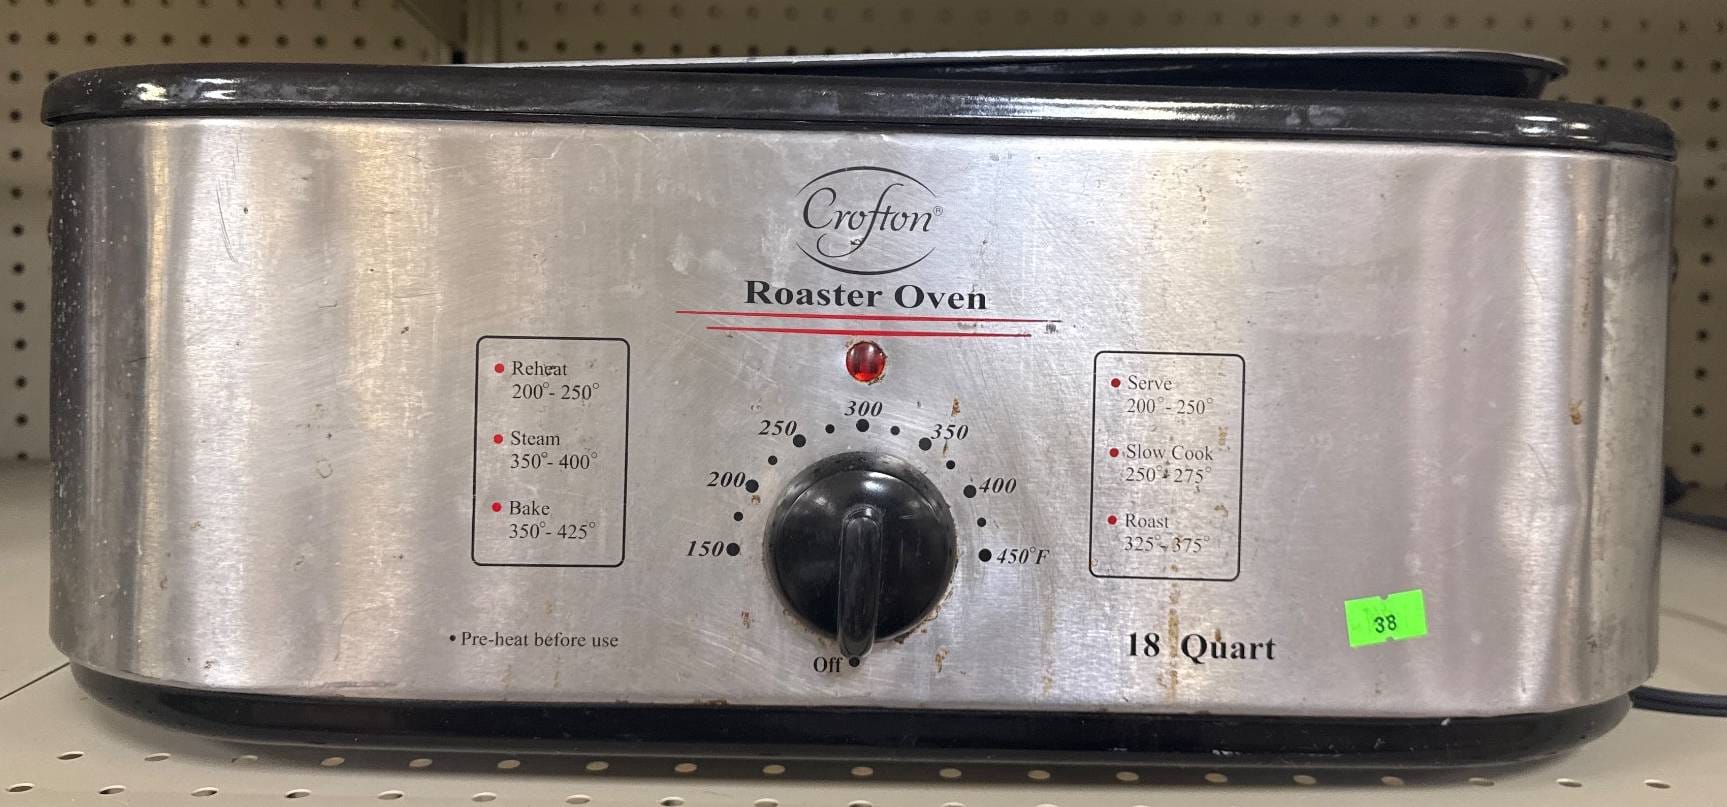 Crofton®
Roaster Oven
• Reheat
200°- 250°
• Steam
350°- 400°
• Bake
350°- 425°
• Pre-heat before use
150
200
250
300
350
400
450°F
Off
• Serve
200°- 250°
• Slow Cook
250°- 275°
• Roast
325°- 375°
18 Quart
38